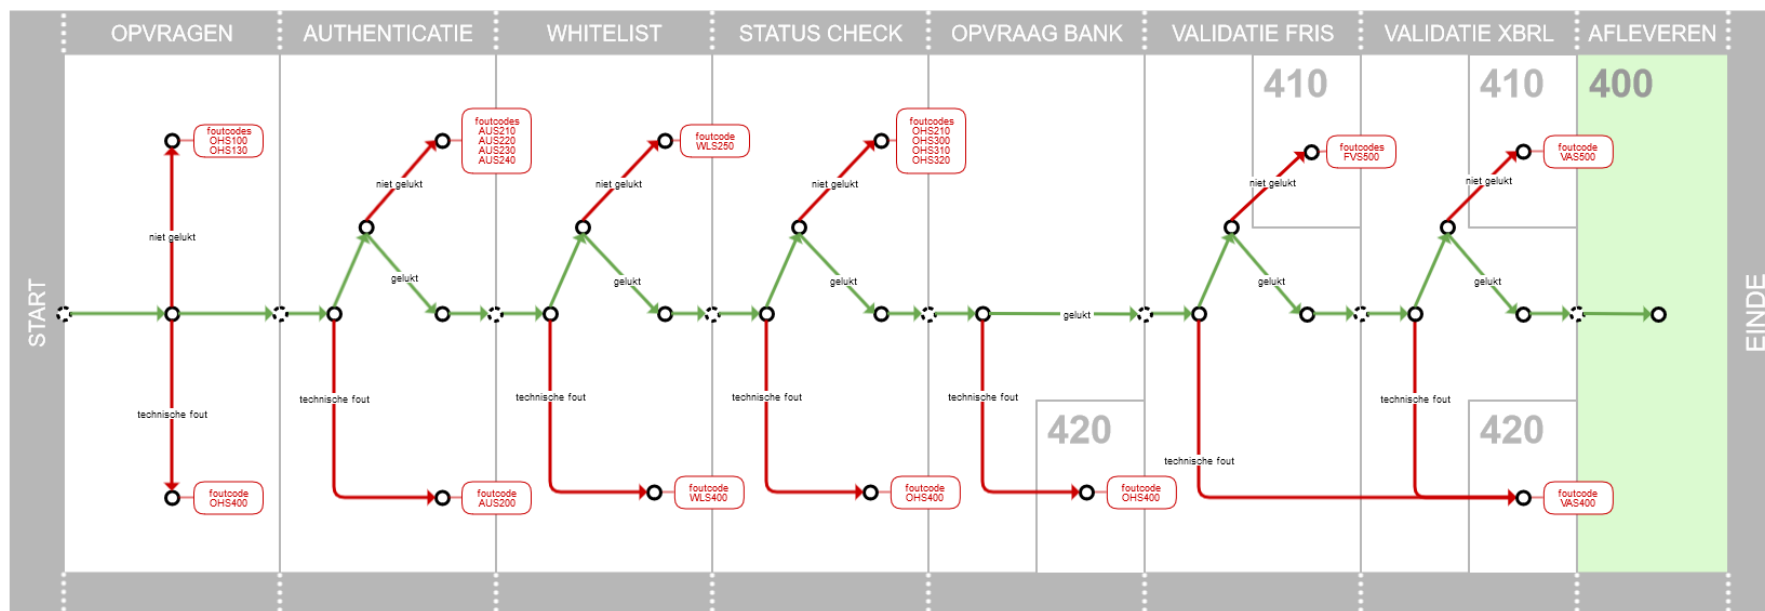 OPVRAGEN
AUTHENTICATIE
WHITELIST
STATUS CHECK
OPVRAAG BANK
VALIDATIE FRIS
VALIDATIE XBRL
AFLEVEREN
START
foutcodes
OHS100
OHS130
niet gelukt
technische fout
foutcode
OHS400
foutcodes
AUS210
AUS220
AUS230
AUS240
niet gelukt
gelukt
technische fout
foutcode
AUS200
foutcode
WLS250
niet gelukt
gelukt
technische fout
foutcode
WLS400
foutcodes
OHS210
OHS300
OHS310
OHS320
niet gelukt
gelukt
technische fout
foutcode
OHS400
gelukt
technische fout
420
foutcode
OHS400
410
foutcodes
FVS500
niet gelukt
gelukt
technische fout
410
foutcode
VAS500
niet gelukt
gelukt
technische fout
420
foutcode
VAS400
400
EINDE